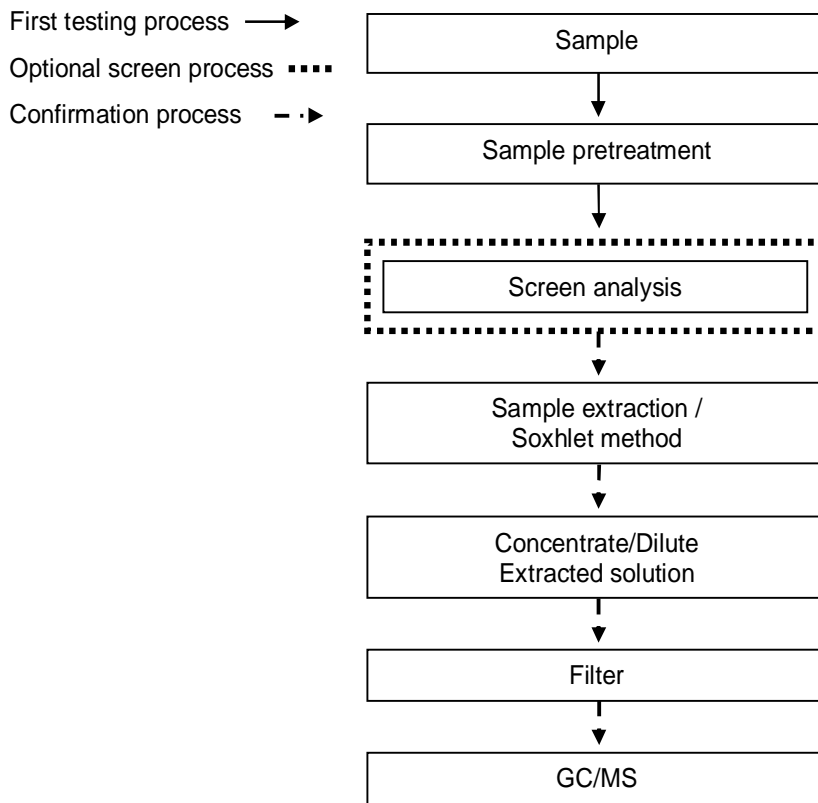 First testing process
Optional screen process
Confirmation process
Sample
Sample pretreatment
Screen analysis
Sample extraction /
Soxhlet method
Concentrate/Dilute
Extracted solution
Filter
GC/MS